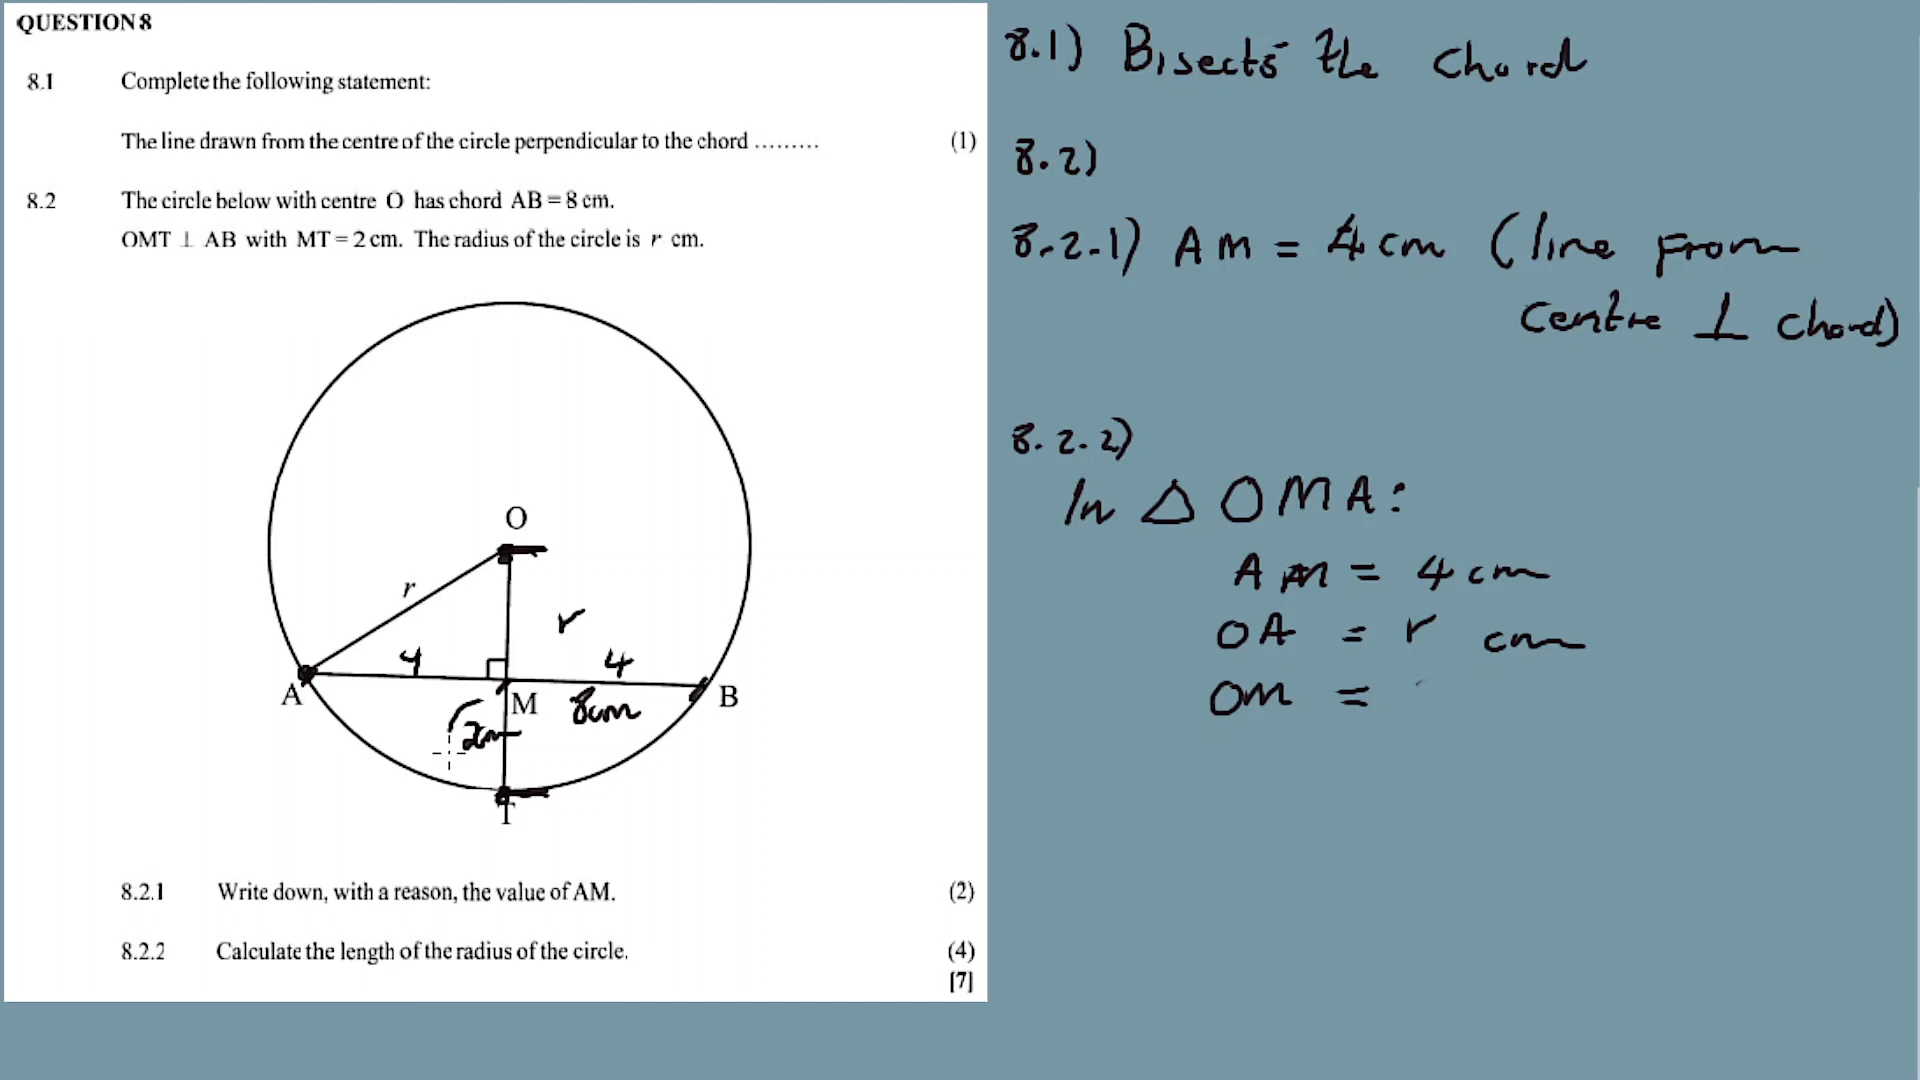 QUESTION 8
8.1 Complete the following statement:
The line drawn from the centre of the circle perpendicular to the chord ......... (1)
8.2 The circle below with centre O has chord AB = 8 cm.
OMT ⊥ AB with MT = 2 cm. The radius of the circle is r cm.
O
r
r
4
4
A
M
8cm
B
2m
T
8.2.1 Write down, with a reason, the value of AM. (2)
8.2.2 Calculate the length of the radius of the circle. (4)
[7]
8.1) Bisects the chord
8.2)
8.2.1) AM = 4 cm (line from
centre ⊥ chord)
8.2.2)
In △ OMA:
AM = 4 cm
OA = r cm
OM =